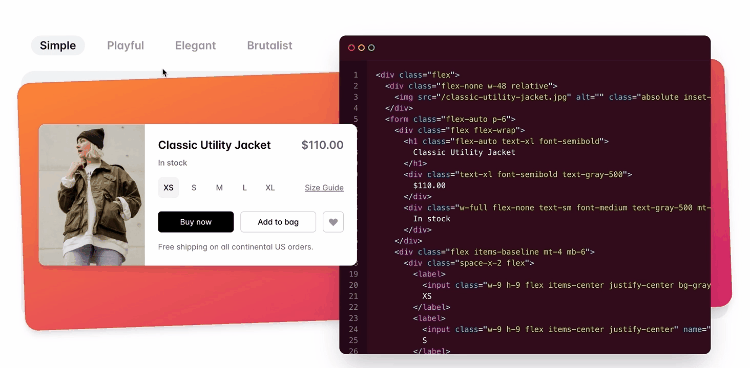 Simple Playful Elegant Brutalist
Classic Utility Jacket $110.00
In stock
XS S M L XL Size Guide
Buy now Add to bag
Free shipping on all continental US orders.
1 <div class="flex">
2 <div class="flex-none w-48 relative">
3 <img src="/classic-utility-jacket.jpg" alt="" class="absolute inset-
4 </div>
5 <form class="flex-auto p-6">
6 <div class="flex flex-wrap">
7 <h1 class="flex-auto text-xl font-semibold">
8 Classic Utility Jacket
9 </h1>
10 <div class="text-xl font-semibold text-gray-500">
11 $110.00
12 </div>
13 <div class="w-full flex-none text-sm font-medium text-gray-500 mt-
14 In stock
15 </div>
16 </div>
17 <div class="flex items-baseline mt-4 mb-6">
18 <div class="space-x-2 flex">
19 <label>
20 <input class="w-9 h-9 flex items-center justify-center bg-gray
21 XS
22 </label>
23 <label>
24 <input class="w-9 h-9 flex items-center justify-center" name="
25 S
26 </label>